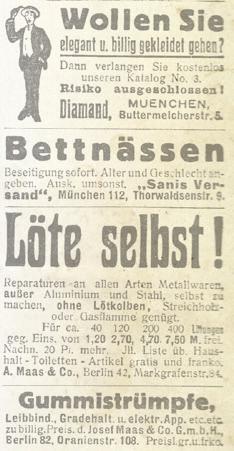 Wollen Sie
elegant u. billig gekleidet gehen?
Dann verlangen Sie kostenlos
unseren Katalog No. 3.
Risiko ausgeschlossen!
Diamand, MUENCHEN,
Buttermelcherstr. 5.
Bettnässen
Beseitigung sofort. Alter und Geschlecht an-
geben. Ausk. umsonst. „Sanis Ver-
sand", München 112, Thorwaldsenstr. 9.
Löte selbst!
Reparaturen an allen Arten Metallwaren,
außer Aluminium und Stahl, selbst zu
machen, ohne Lötkolben, Streichholz-
oder Gasflamme genügt.
Für ca. 40 120 200 400 Lötungen
geg. Eins. von 1,20 2,70, 4,70 7,50 M. frei.
Nachn. 20 Pf. mehr. Jll. Liste üb. Haus-
halt-Toiletten-Artikel gratis und franko.
A. Maas & Co., Berlin 42, Markgrafenstr. 84.
Gummistrümpfe,
Leibbind., Gradehalt. u. elektr. App. etc. etc.
zu billig. Preis. d. Josef Maas & Co. G. m. b. H.,
Berlin 82, Oranienstr. 108. Preisl. gr. u. frko.